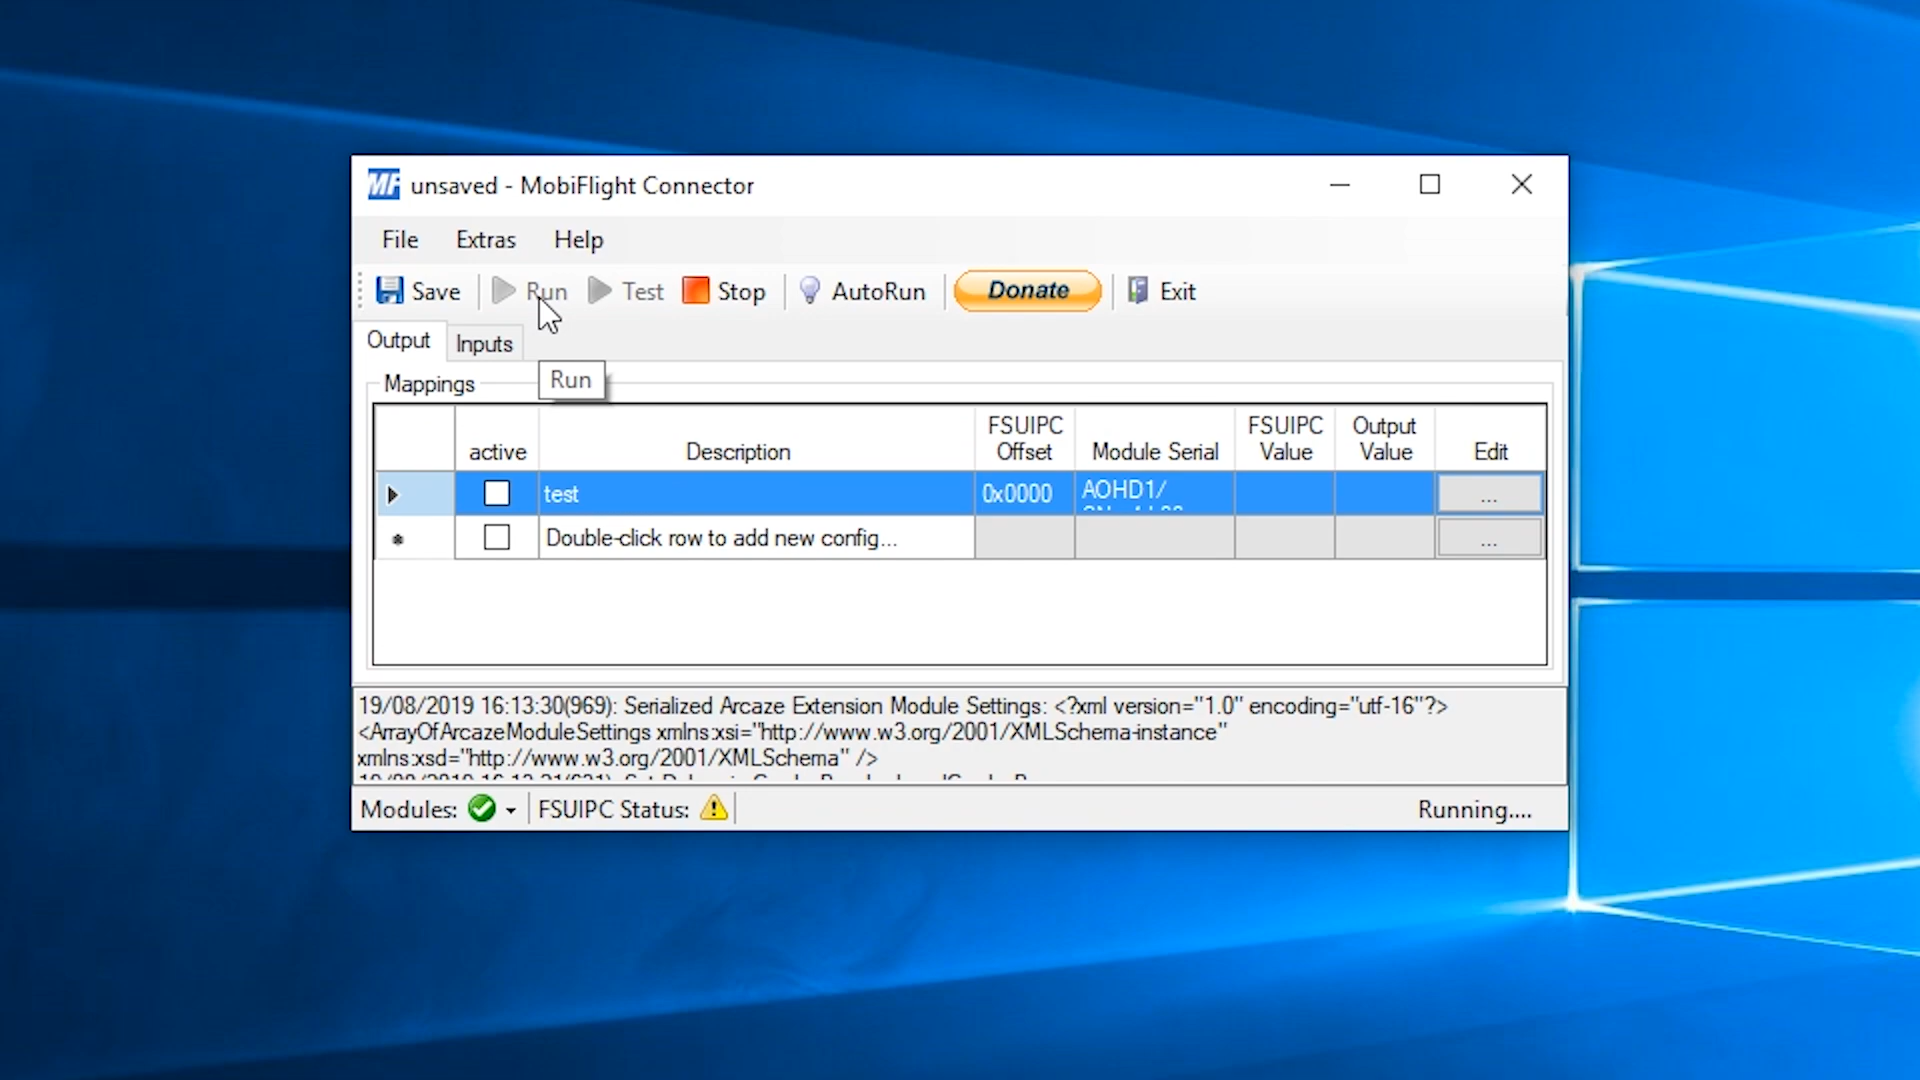 MF unsaved - MobiFlight Connector
File Extras Help
Save Run Test Stop AutoRun Donate Exit
Output Inputs
Run
Mappings
active Description FSUIPC Offset Module Serial FSUIPC Value Output Value Edit
test 0x0000 AOHD1/ ...
Double-click row to add new config... ...
19/08/2019 16:13:30(969): Serialized Arcaze Extension Module Settings: <?xml version="1.0" encoding="utf-16"?>
<ArrayOfArcazeModuleSettings xmlns:xsi="http://www.w3.org/2001/XMLSchema-instance"
xmlns:xsd="http://www.w3.org/2001/XMLSchema" />
Modules: FSUIPC Status: Running....